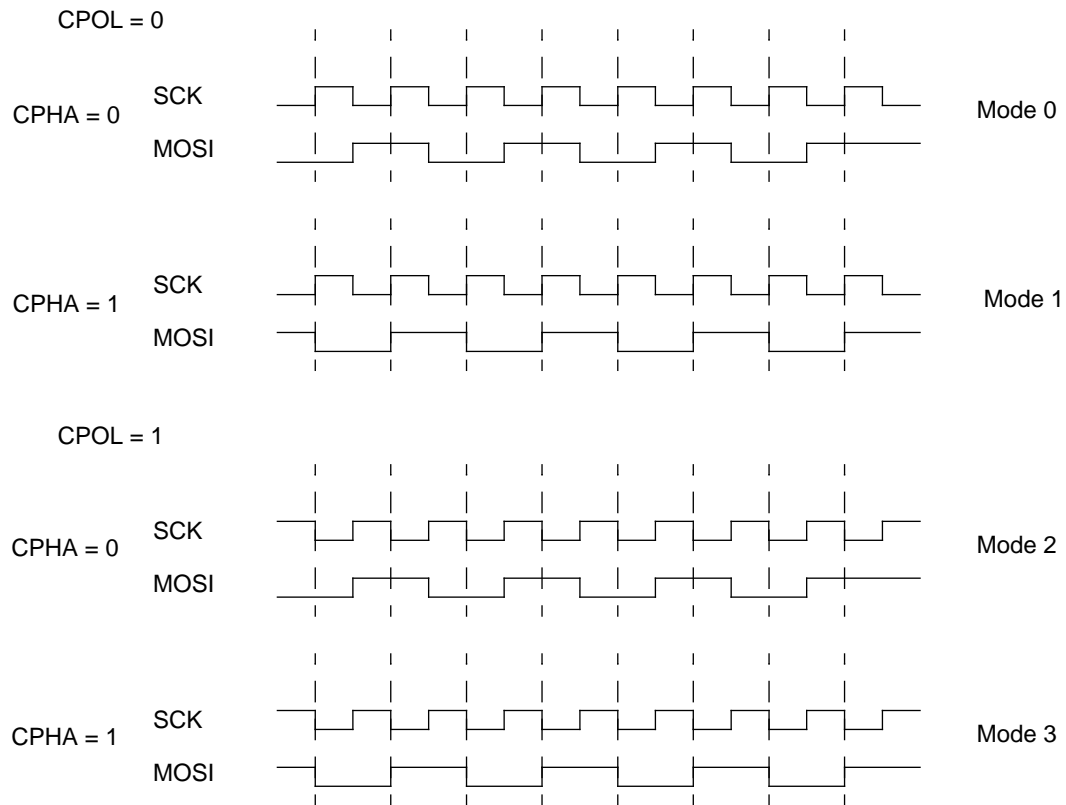 CPOL = 0
SCK
CPHA = 0
Mode 0
MOSI
SCK
CPHA = 1
Mode 1
MOSI
CPOL = 1
SCK
CPHA = 0
Mode 2
MOSI
SCK
CPHA = 1
Mode 3
MOSI